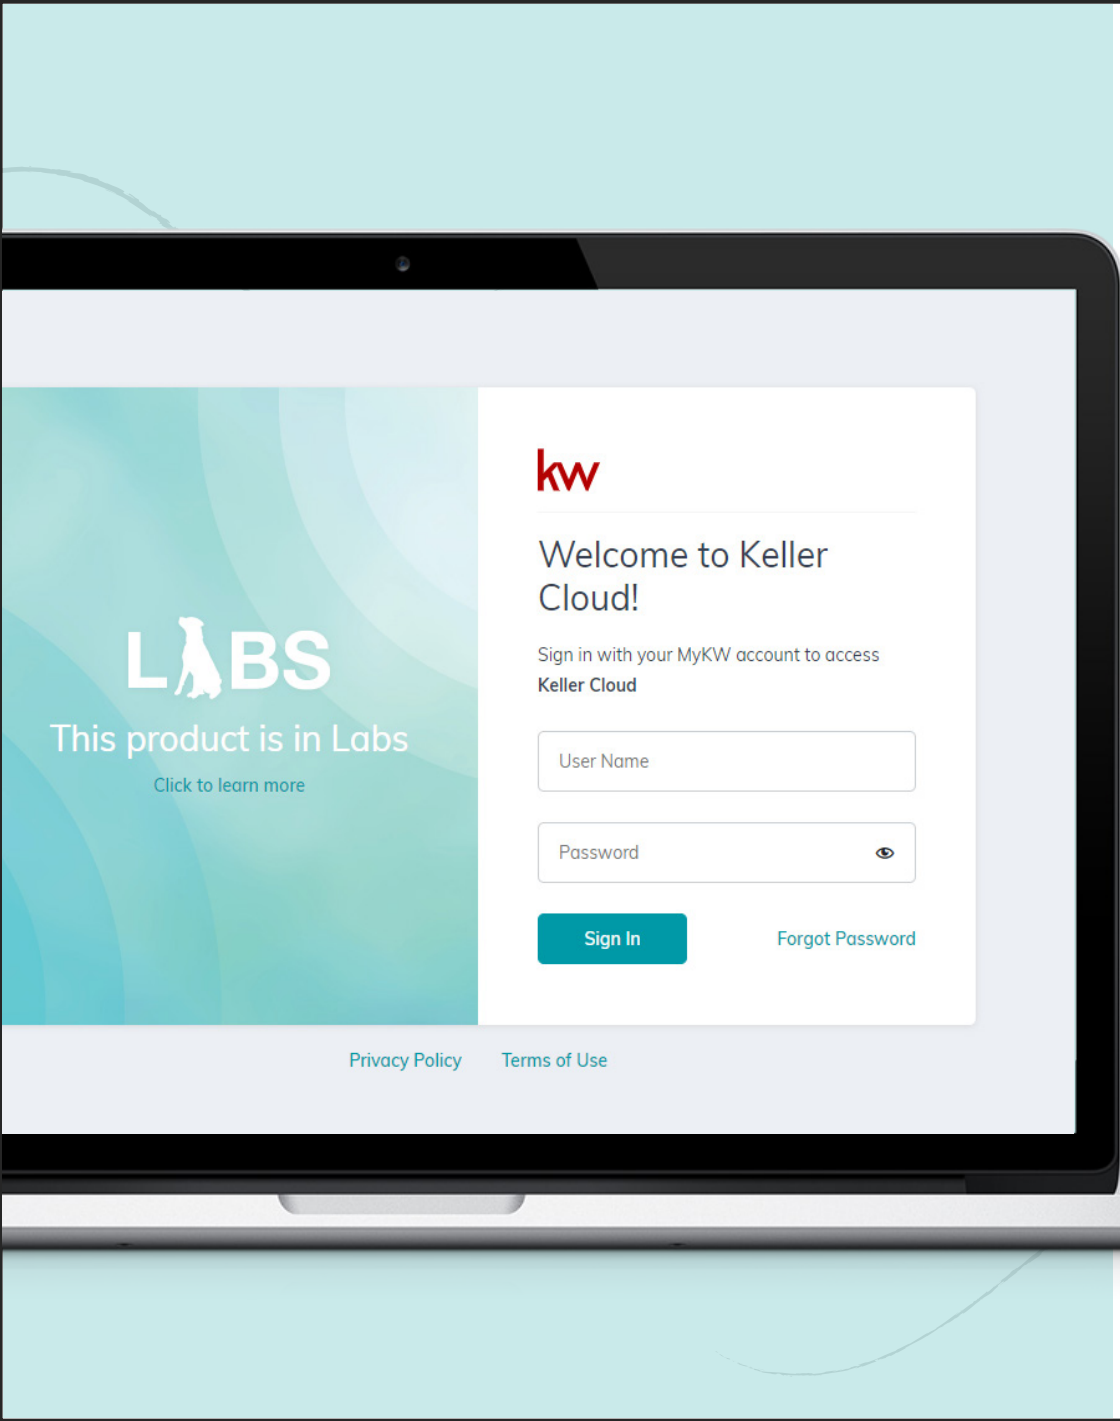 LABS
This product is in Labs
Click to learn more
kw
Welcome to Keller
Cloud!
Sign in with your MyKW account to access
Keller Cloud
User Name
Password
Sign In
Forgot Password
Privacy Policy
Terms of Use